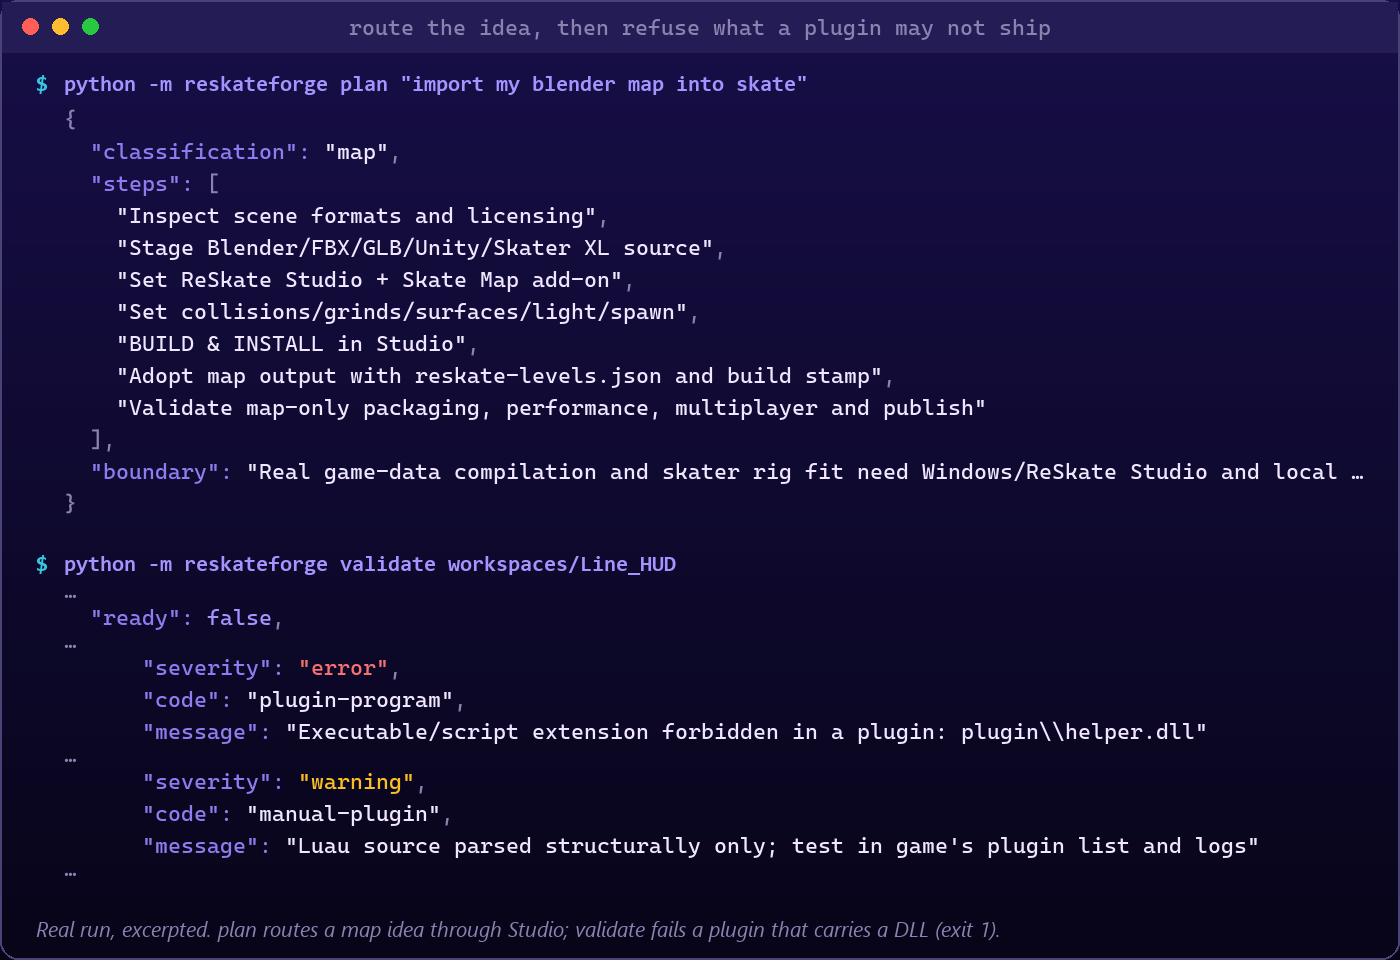 route the idea, then refuse what a plugin may not ship
$ python -m reskateforge plan "import my blender map into skate"
{
"classification": "map",
"steps": [
"Inspect scene formats and licensing",
"Stage Blender/FBX/GLB/Unity/Skater XL source",
"Set ReSkate Studio + Skate Map add-on",
"Set collisions/grinds/surfaces/light/spawn",
"BUILD & INSTALL in Studio",
"Adopt map output with reskate-levels.json and build stamp",
"Validate map-only packaging, performance, multiplayer and publish"
],
"boundary": "Real game-data compilation and skater rig fit need Windows/ReSkate Studio and local …
}
$ python -m reskateforge validate workspaces/Line_HUD
…
"ready": false,
…
"severity": "error",
"code": "plugin-program",
"message": "Executable/script extension forbidden in a plugin: plugin\\helper.dll"
…
"severity": "warning",
"code": "manual-plugin",
"message": "Luau source parsed structurally only; test in game's plugin list and logs"
…
Real run, excerpted. plan routes a map idea through Studio; validate fails a plugin that carries a DLL (exit 1).